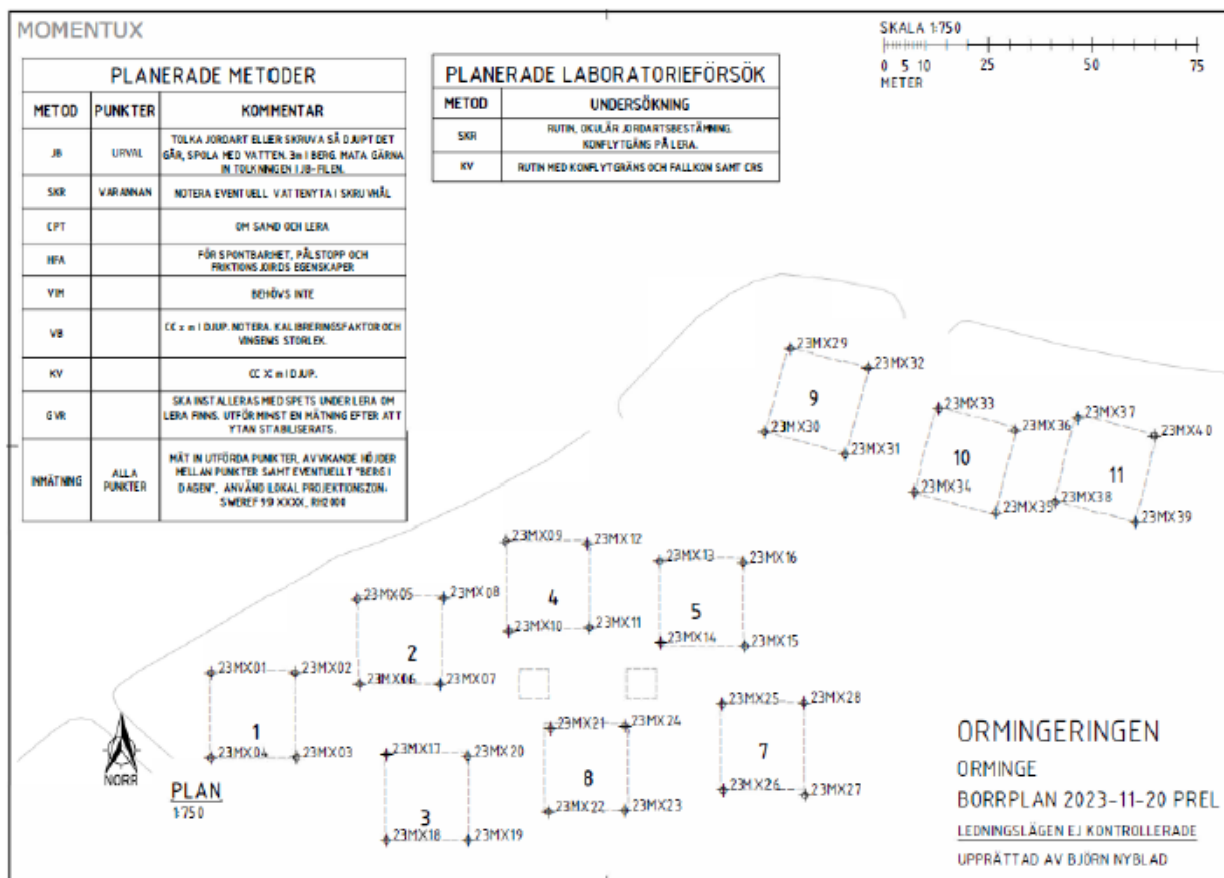 MOMENTUX
SKALA 1:750
0 5 10 25 50 75
METER
PLANERADE METODER
METOD PUNKTER KOMMENTAR
JB URVAL TOLKA JORDART ELLER SKRUVA SÅ DJUPT DET
GÅR, SPOLA MED VATTEN. 3m I BERG. MATA GÄRNA
IN TOLKNINGEN I JB-FILEN.
SKR VARANNAN NOTERA EVENTUELL VATTENYTA I SKRUVHÅL
CPT OM SAND OCH LERA
HFA FÖR SPONTBARHET, PÅLSTOPP OCH
FRIKTIONSJORDS EGENSKAPER
VIM BEHÖVS INTE
VB CC x m I DJUP. NOTERA. KALIBRERINGSFAKTOR OCH
VINGENS STORLEK.
KV CC X m I DJUP.
GVR SKA INSTALLERAS MED SPETS UNDER LERA OM
LERA FINNS. UTFÖR MINST EN MÄTNING EFTER ATT
YTAN STABILISERATS.
INMÄTNING ALLA
PUNKTER
MÄT IN UTFÖRDA PUNKTER, AVVIKANDE HÖJDER
MELLAN PUNKTER SAMT EVENTUELLT "BERG I
DAGEN", ANVÄND LOKAL PROJEKTIONSZON.
SWEREF 99 XXXX, RH2000
PLANERADE LABORATORIEFÖRSÖK
METOD UNDERSÖKNING
SKR RUTIN, OKULÄR JORDARTSBESTÄMNING.
KONFLYTGÄNS PÅ LERA.
KV RUTIN MED KONFLYTGRÄNS OCH FALLKON SAMT CRS
23MX29
23MX32
9
23MX30
23MX31
23MX33
23MX36
10
23MX34
23MX35
23MX37
23MX40
11
23MX38
23MX39
23MX09
23MX12
4
23MX10
23MX11
23MX13
23MX16
5
23MX14
23MX15
23MX05
23MX08
2
23MX06
23MX07
23MX01
23MX02
1
23MX04
23MX03
23MX17
23MX20
3
23MX18
23MX19
23MX21
23MX24
8
23MX22
23MX23
23MX25
23MX28
7
23MX26
23MX27
NORR
PLAN
1:750
ORMINGERINGEN
ORMINGE
BORRPLAN 2023-11-20 PREL
LEDNINGSLÄGEN EJ KONTROLLERADE
UPPRÄTTAD AV BJÖRN NYBLAD